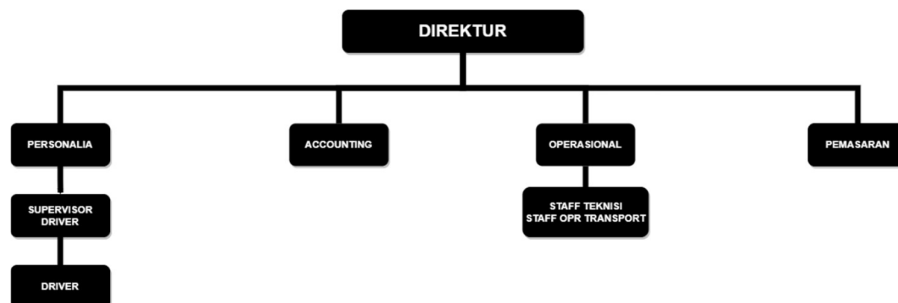 DIREKTUR
PERSONALIA
ACCOUNTING
OPERASIONAL
PEMASARAN
SUPERVISOR
DRIVER
STAFF TEKNISI
STAFF OPR TRANSPORT
DRIVER